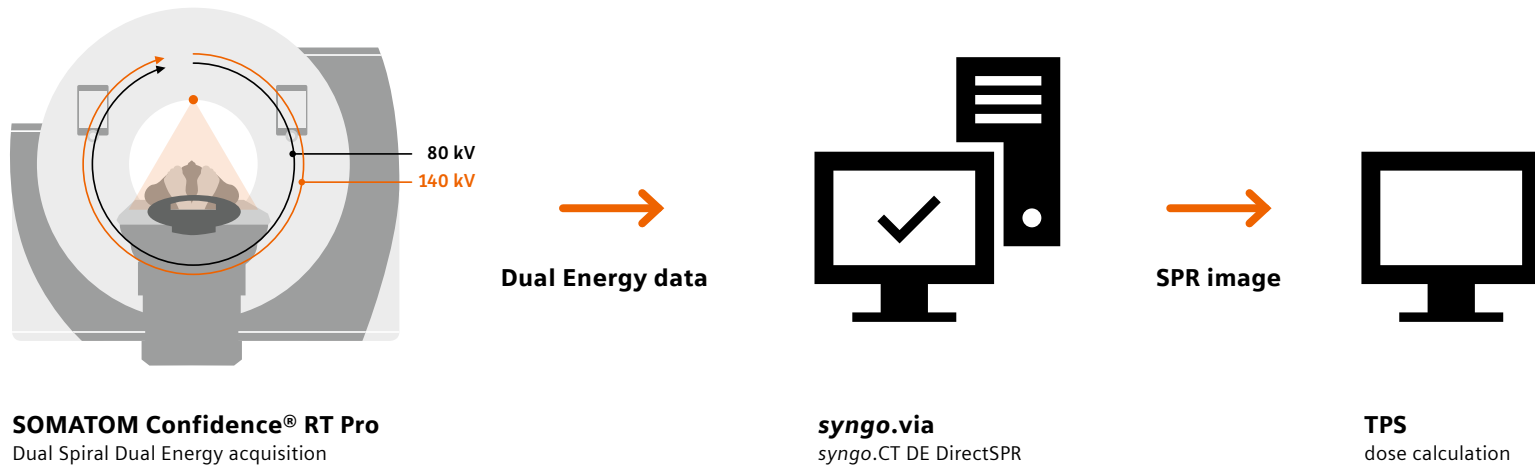 80 kV
140 kV
Dual Energy data
SPR image
SOMATOM Confidence® RT Pro
Dual Spiral Dual Energy acquisition
syngo.via
syngo.CT DE DirectSPR
TPS
dose calculation